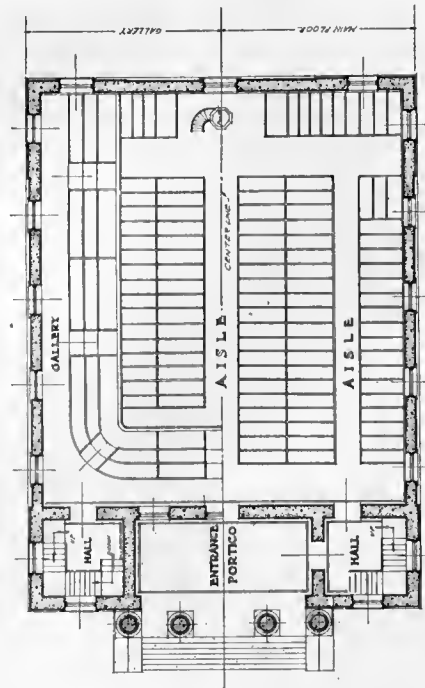 GALLERY
MAIN FLOOR
GALLERY
AISLE
CENTER LINE
AISLE
HALL
ENTRANCE
PORTICO
HALL